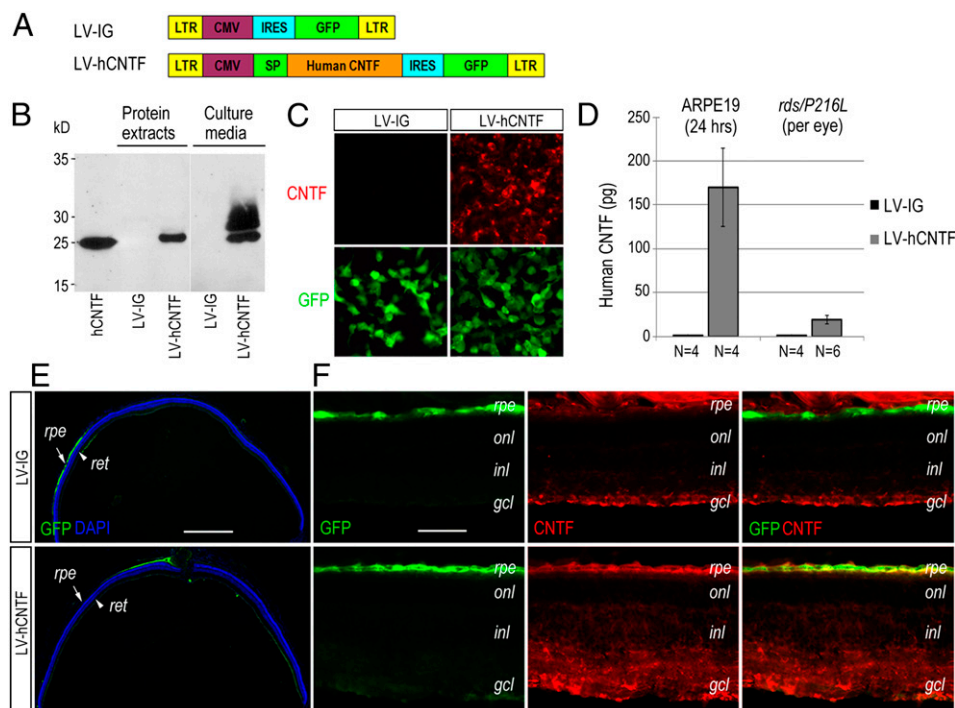 A
LV-IG
LTR CMV IRES GFP LTR
LV-hCNTF
LTR CMV SP Human CNTF IRES GFP LTR
B
Protein extracts
Culture media
kD
35
30
25
15
hCNTF
LV-IG
LV-hCNTF
LV-IG
LV-hCNTF
C
LV-IG
LV-hCNTF
CNTF
GFP
D
ARPE19
(24 hrs)
rds/P216L
(per eye)
Human CNTF (pg)
250
200
150
100
50
0
N=4
N=4
N=4
N=6
LV-IG
LV-hCNTF
E
LV-IG
rpe
ret
GFP DAPI
LV-hCNTF
rpe
ret
F
rpe
onl
inl
gcl
GFP
rpe
onl
inl
gcl
CNTF
rpe
onl
inl
gcl
GFP CNTF
rpe
onl
inl
gcl
rpe
onl
inl
gcl
rpe
onl
inl
gcl